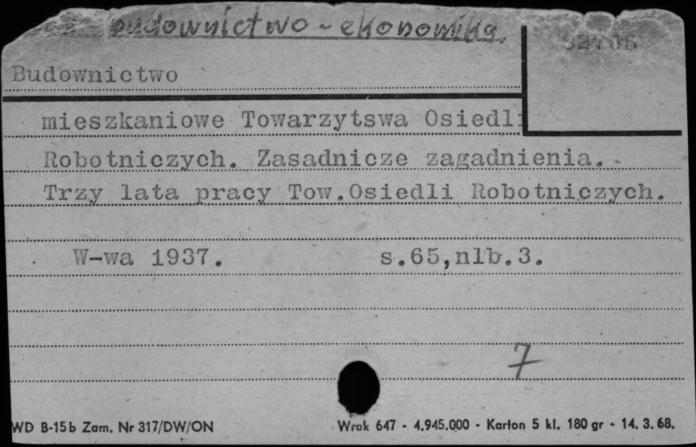 budownictwo - ekonomika.
Budownictwo
mieszkaniowe Towarzytswa Osiedli
Robotniczych. Zasadnicze zagadnienia.
Trzy lata pracy Tow.Osiedli Robotniczych.
W-wa 1937. s.65,nlb.3.
7
WD B-15b Zam. Nr 317/DW/ON Wrak 647 - 4.945.000 - Karton 5 kl. 180 gr - 14. 3. 68.